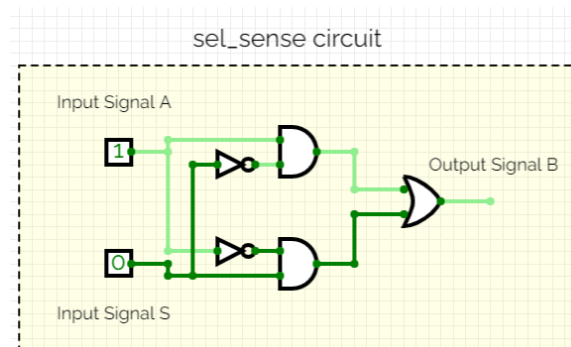 sel_sense circuit
Input Signal A
1
Output Signal B
0
Input Signal S